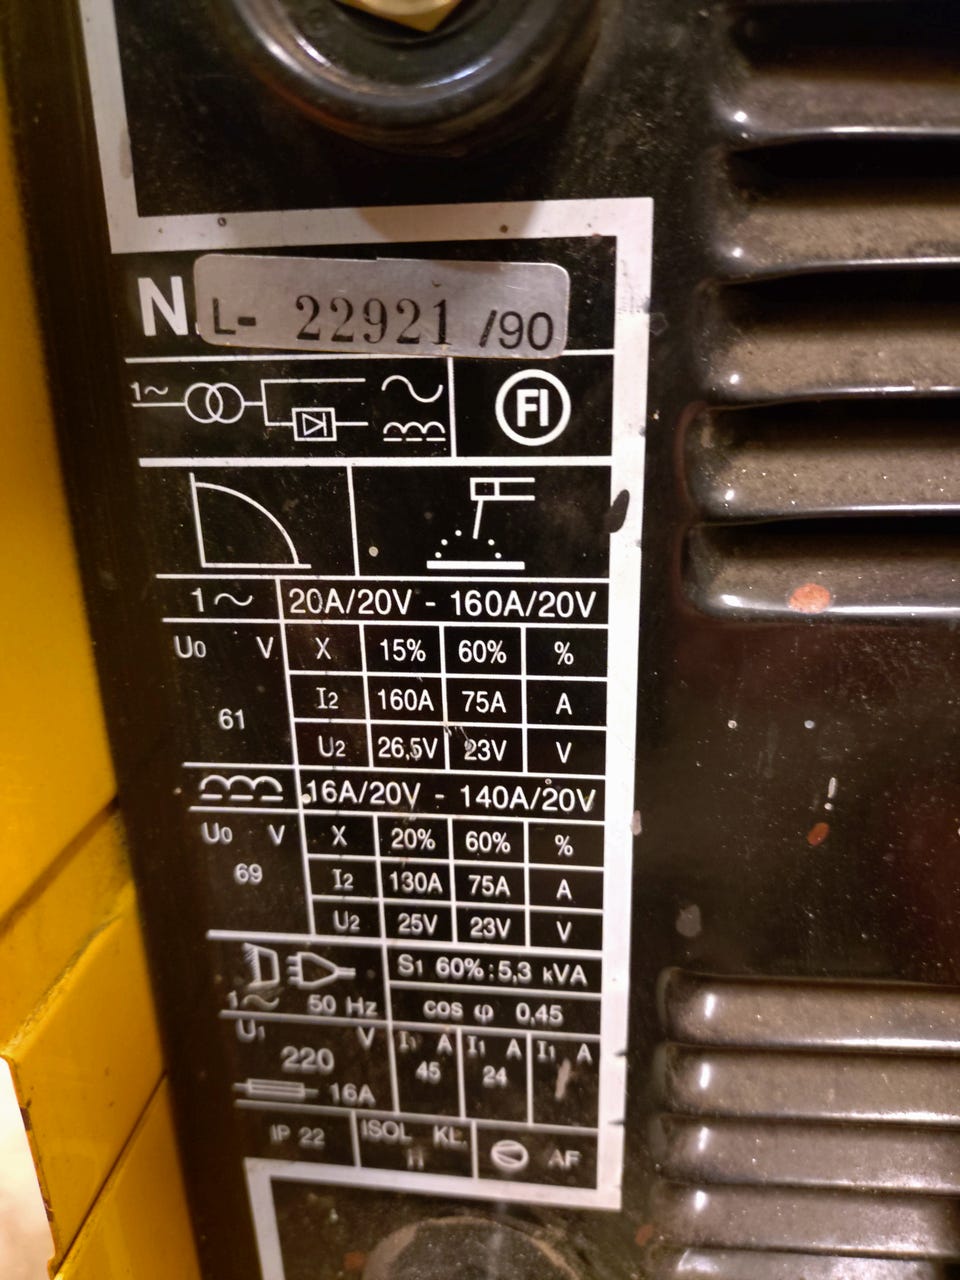 N. L- 22921 /90
1~
FI
1~ 20A/20V - 160A/20V
U0 V X 15% 60% %
61 I2 160A 75A A
U2 26,5V 23V V
16A/20V - 140A/20V
U0 V X 20% 60% %
69 I2 130A 75A A
U2 25V 23V V
S1 60%:5,3 kVA
1~ 50 Hz cos φ 0,45
U1 V I1 A I1 A I1 A
220 45 24 /
16A
IP 22 ISOL KL. AF
H